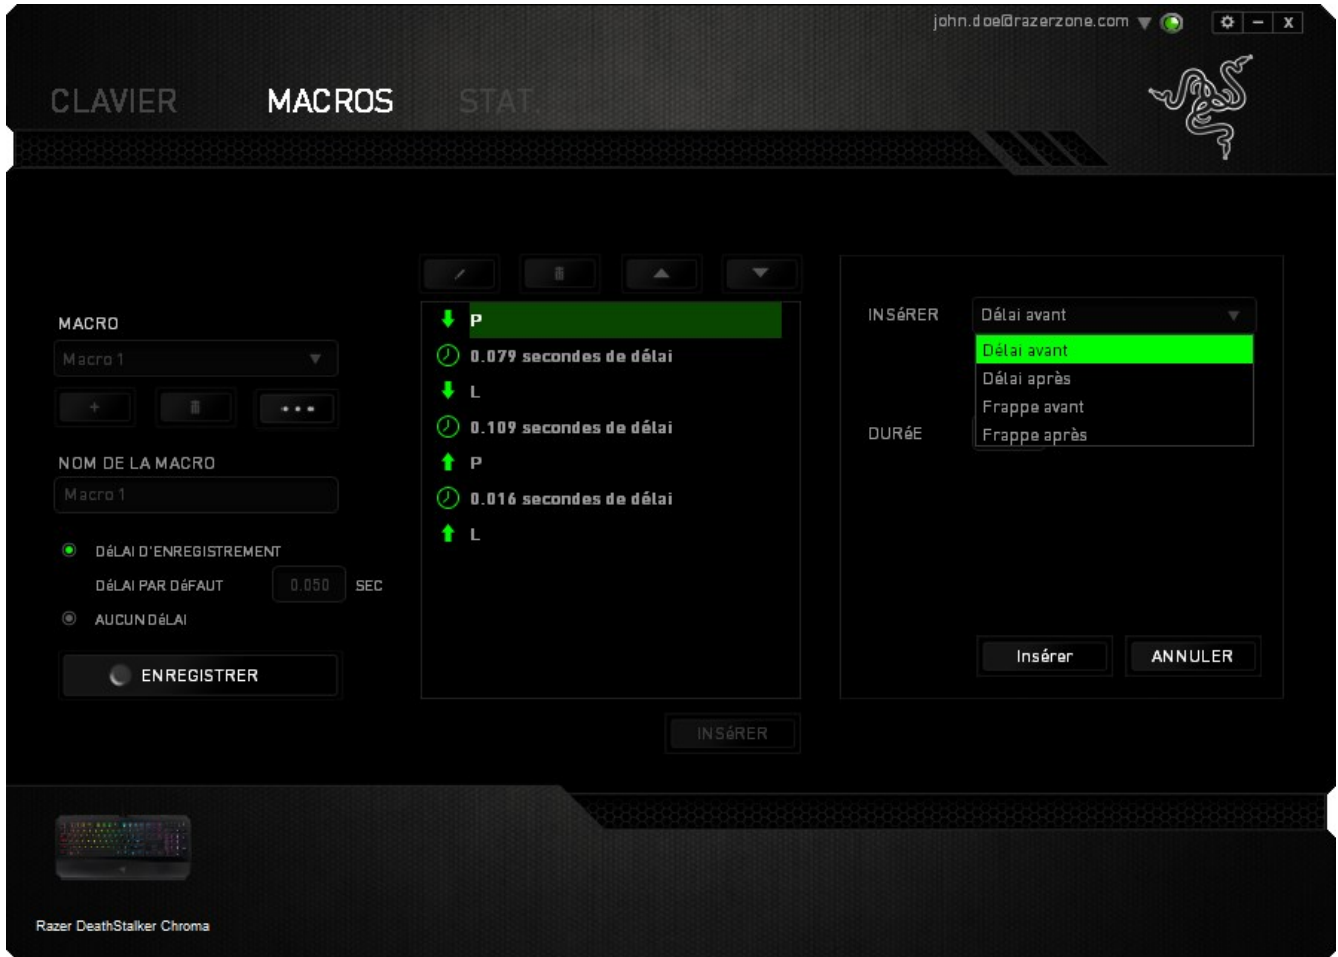 john.doe@razerzone.com
x
CLAVIER MACROS STAT
MACRO
Macro 1
NOM DE LA MACRO
Macro 1
DéLAI D'ENREGISTREMENT
DéLAI PAR DéFAUT 0.050 SEC
AUCUN DéLAI
ENREGISTRER
P
0.079 secondes de délai
L
0.109 secondes de délai
P
0.016 secondes de délai
L
INSéRER
INSéRER Délai avant
Délai avant
Délai après
Frappe avant
Frappe après
DURéE
Insérer ANNULER
Razer DeathStalker Chroma